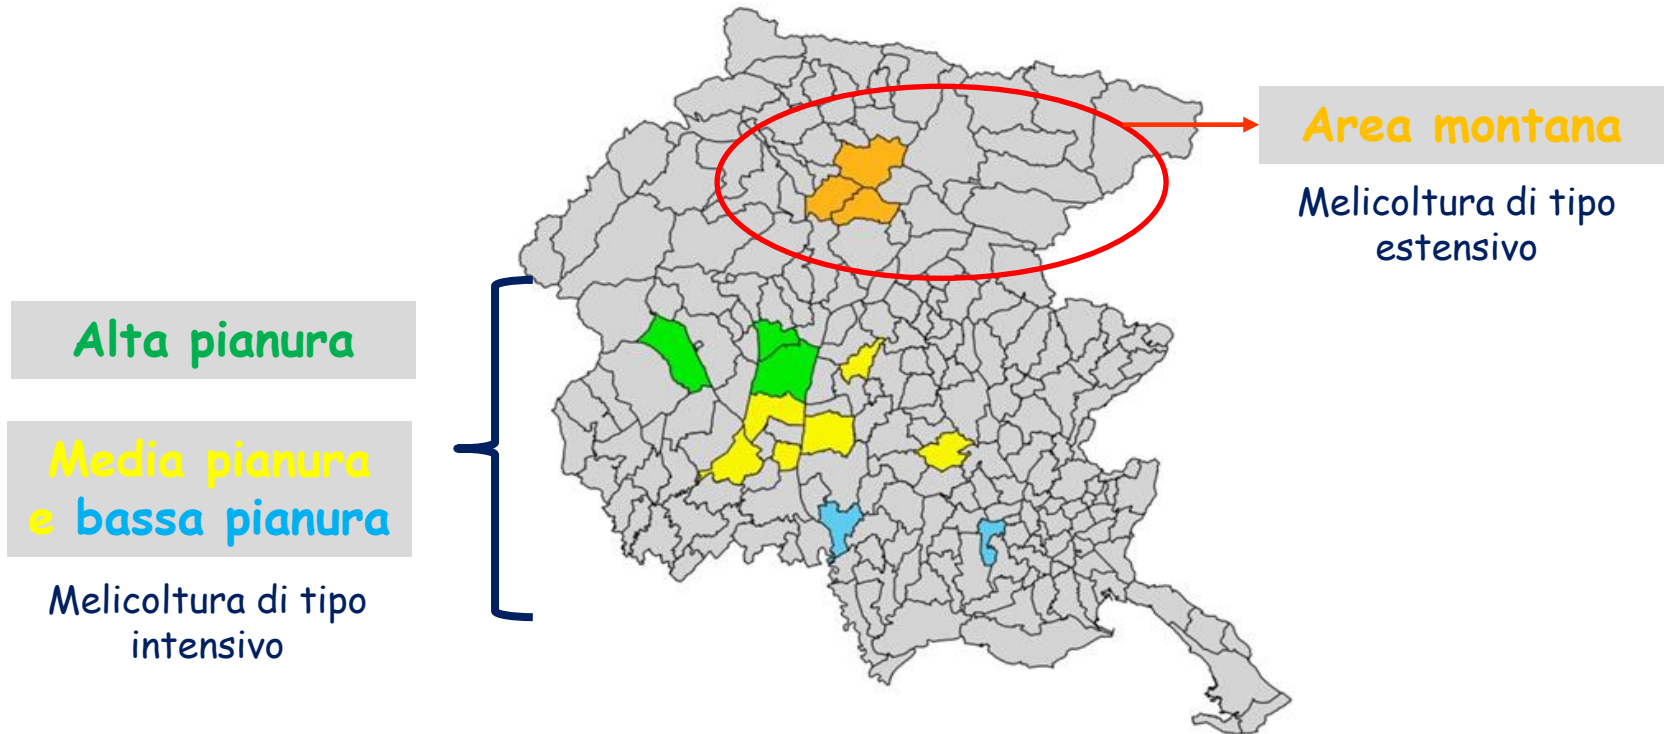 Area montana
Melicoltura di tipo
estensivo
Alta pianura
Media pianura
e bassa pianura
Melicoltura di tipo
intensivo